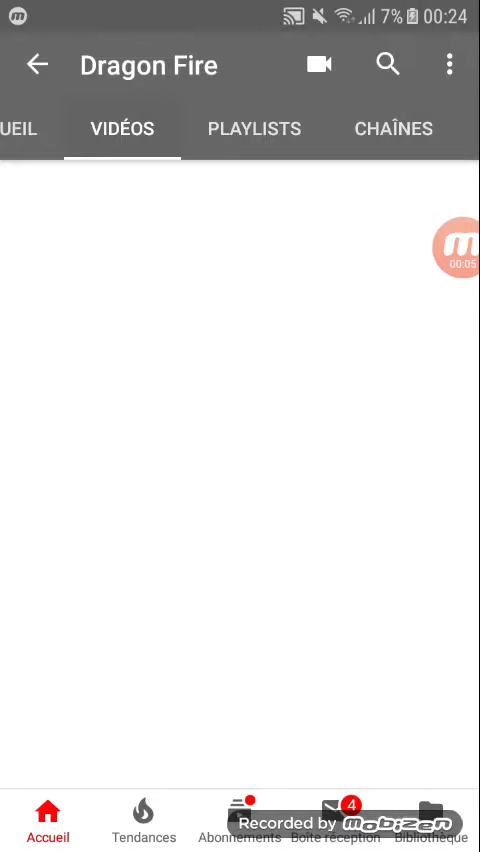 7% 00:24
Dragon Fire
UEIL VIDÉOS PLAYLISTS CHAÎNES
00:05
4
Recorded by mobizen
Accueil Tendances Abonnements Boîte réception Bibliothèque